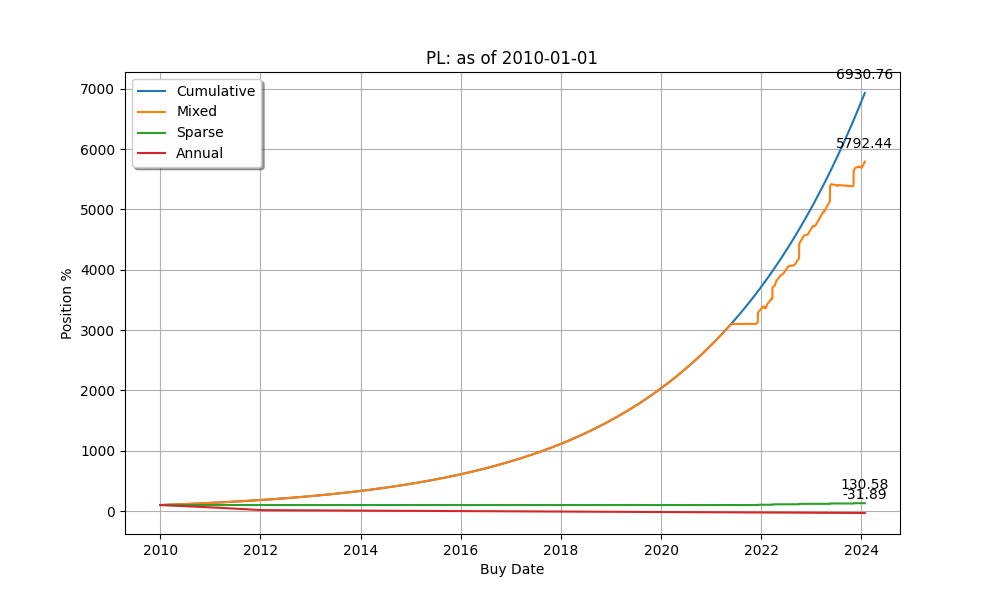 PL: as of 2010-01-01
6930.76
7000
Cumulative
Mixed
Sparse
Annual
6000
5792.44
5000
4000
3000
2000
1000
0
130.58
-31.89
Position %
2010 2012 2014 2016 2018 2020 2022 2024
Buy Date